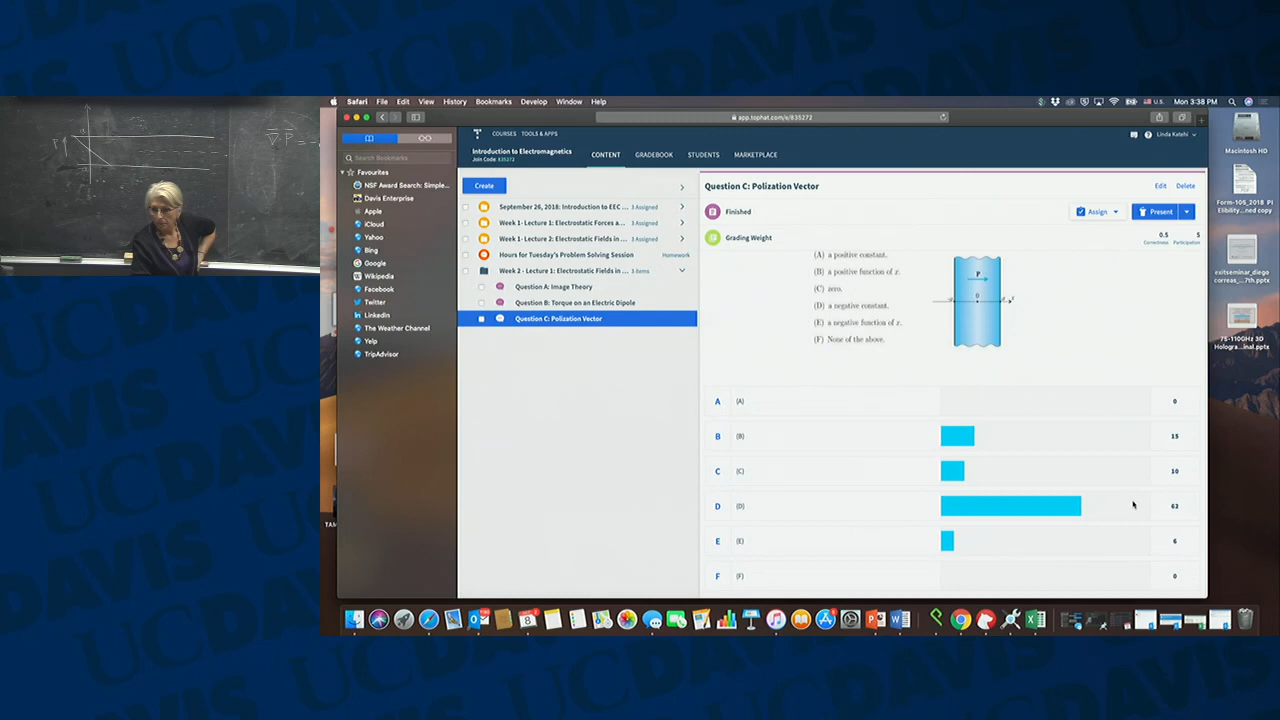 UCDAVIS
Safari File Edit View History Bookmarks Develop Window Help
U.S. Mon 3:38 PM
app.tophat.com/e/835272
Search Bookmarks
Favourites
NSF Award Search: Simple...
Davis Enterprise
Apple
iCloud
Yahoo
Bing
Google
Wikipedia
Facebook
Twitter
LinkedIn
The Weather Channel
Yelp
TripAdvisor
COURSES TOOLS & APPS
Linda Katehi
Introduction to Electromagnetics
Join Code: 835272
CONTENT GRADEBOOK STUDENTS MARKETPLACE
Create
September 26, 2018: Introduction to EEC ... 3 Assigned
Week 1- Lecture 1: Electrostatic Forces a... 3 Assigned
Week 1- Lecture 2: Electrostatic Fields in ... 3 Assigned
Hours for Tuesday's Problem Solving Session Homework
Week 2 - Lecture 1: Electrostatic Fields in ... 3 items
Question A: Image Theory
Question B: Torque on an Electric Dipole
Question C: Polization Vector
Question C: Polization Vector
Edit Delete
Finished
Assign
Present
Grading Weight
0.5 5
Correctness Participation
(A) a positive constant.
(B) a positive function of x.
(C) zero.
(D) a negative constant.
(E) a negative function of x.
(F) None of the above.
P
0
A (A) 0
B (B) 15
C (C) 10
D (D) 62
E (E) 6
F (F) 0
Macintosh HD